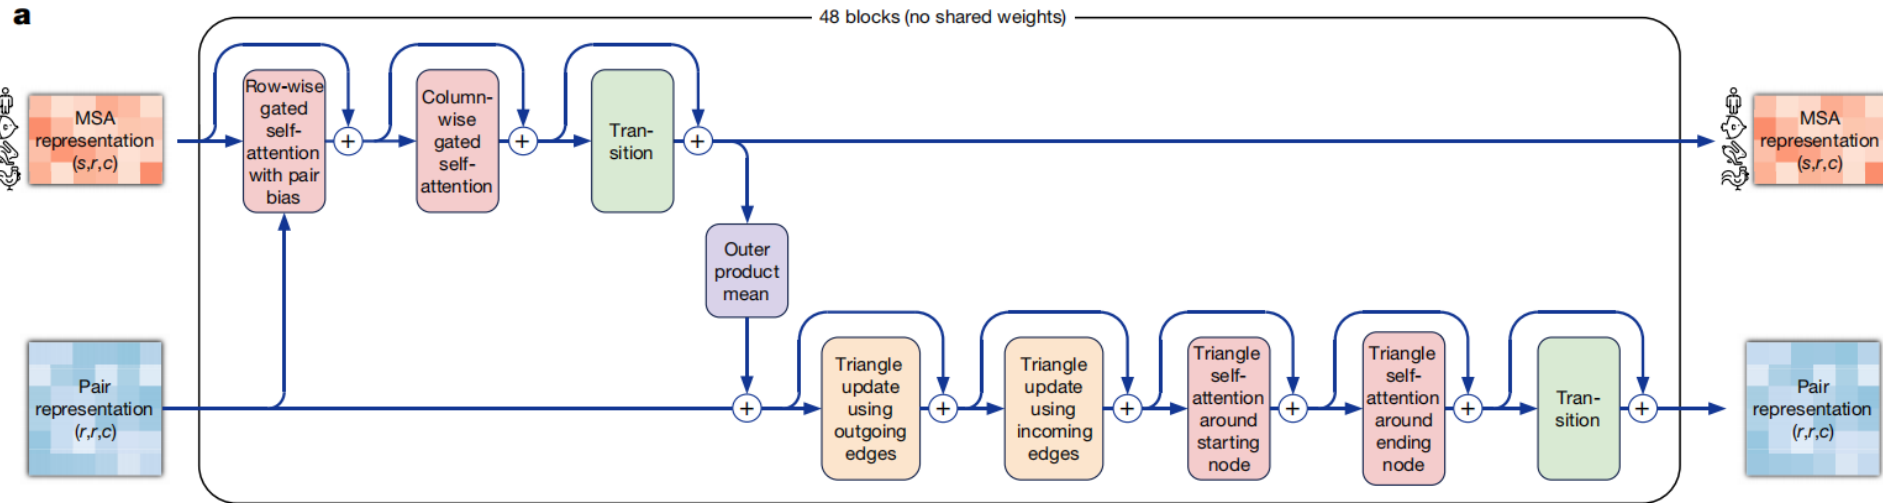 a
48 blocks (no shared weights)
MSA
representation
(s,r,c)
Row-wise
gated
self-
attention
with pair
bias
+
Column-
wise
gated
self-
attention
+
Tran-
sition
+
MSA
representation
(s,r,c)
Outer
product
mean
Pair
representation
(r,r,c)
+
Triangle
update
using
outgoing
edges
+
Triangle
update
using
incoming
edges
+
Triangle
self-
attention
around
starting
node
+
Triangle
self-
attention
around
ending
node
+
Tran-
sition
+
Pair
representation
(r,r,c)